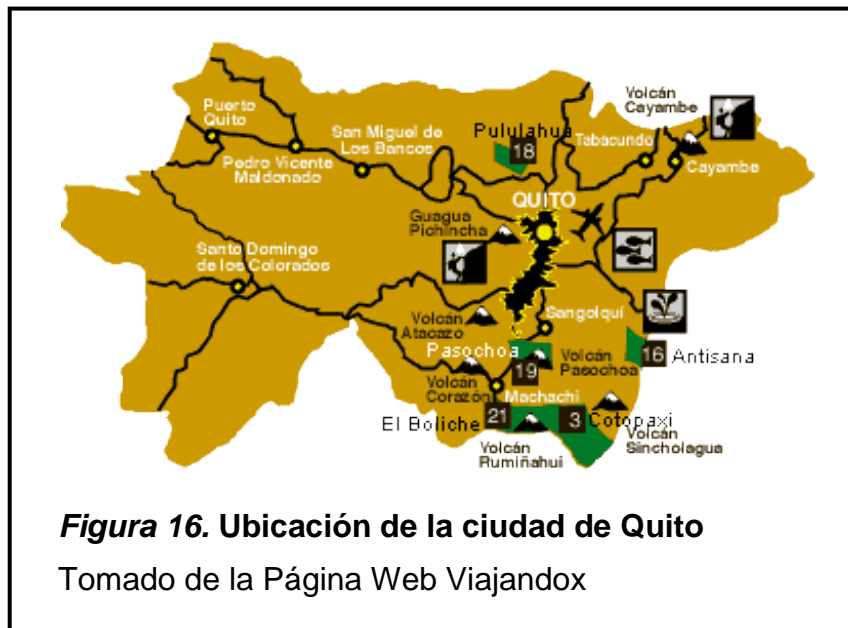 Volcán
Cayambe
Puerto
Quito
San Miguel de
Los Bancos
Pululahua
18
Tabacundo
Pedro Vicente
Maldonado
Cayambe
QUITO
Guagua
Pichincha
Santo Domingo
de los Colorados
Volcán
Atacazo
Sangolquí
Pasochoa
19
Volcán
Pasochoa
16
Antisana
Volcán
Corazón
Machachi
El Boliche
21
3
Cotopaxi
Volcán
Rumiñahui
Volcán
Sincholagua
Figura 16. Ubicación de la ciudad de Quito
Tomado de la Página Web Viajandox